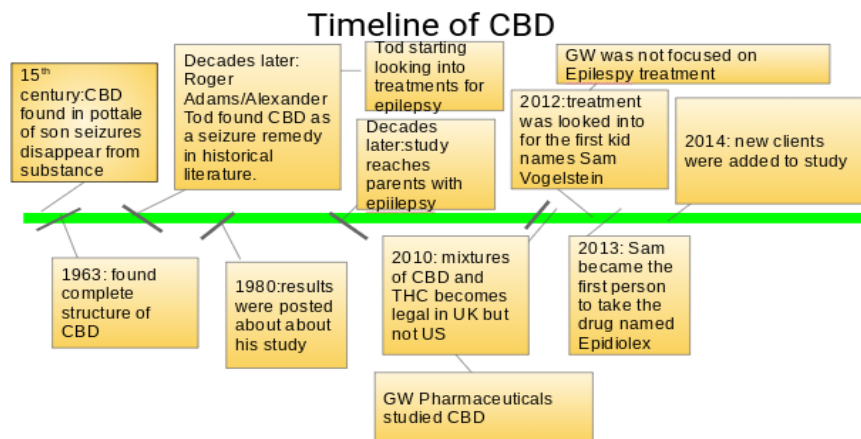 Timeline of CBD
15th
century:CBD
found in pottale
of son seizures
disappear from
substance
Decades later:
Roger
Adams/Alexander
Tod found CBD as
a seizure remedy
in historical
literature.
Tod starting
looking into
treatments for
epilepsy
Decades
later:study
reaches
parents with
epiilepsy
GW was not focused on
Epilespy treatment
2012:treatment
was looked into
for the first kid
names Sam
Vogelstein
2014: new clients
were added to study
1963: found
complete
structure of
CBD
1980:results
were posted
about about
his study
2010: mixtures
of CBD and
THC becomes
legal in UK but
not US
2013: Sam
became the
first person
to take the
drug named
Epidiolex
GW Pharmaceuticals
studied CBD